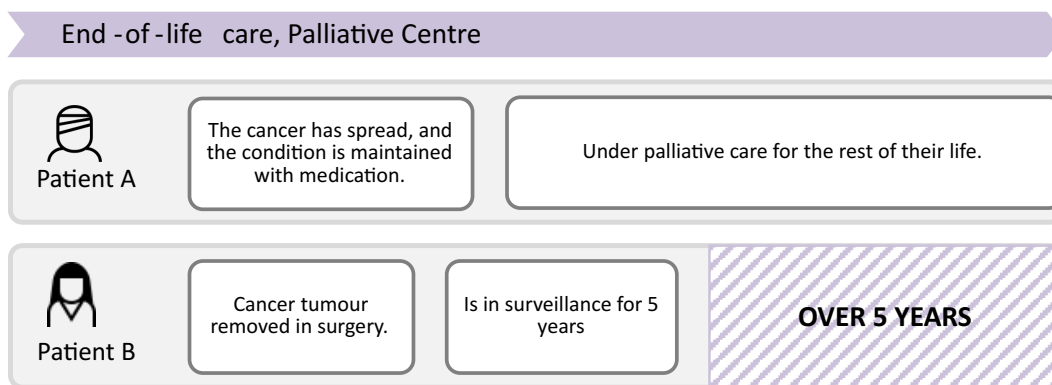 End -of -life care, Palliative Centre
Patient A
The cancer has spread, and
the condition is maintained
with medication.
Under palliative care for the rest of their life.
Patient B
Cancer tumour
removed in surgery.
Is in surveillance for 5
years
OVER 5 YEARS